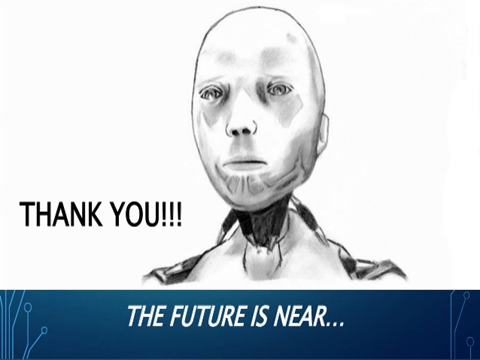 THANK YOU!!!
THE FUTURE IS NEAR...